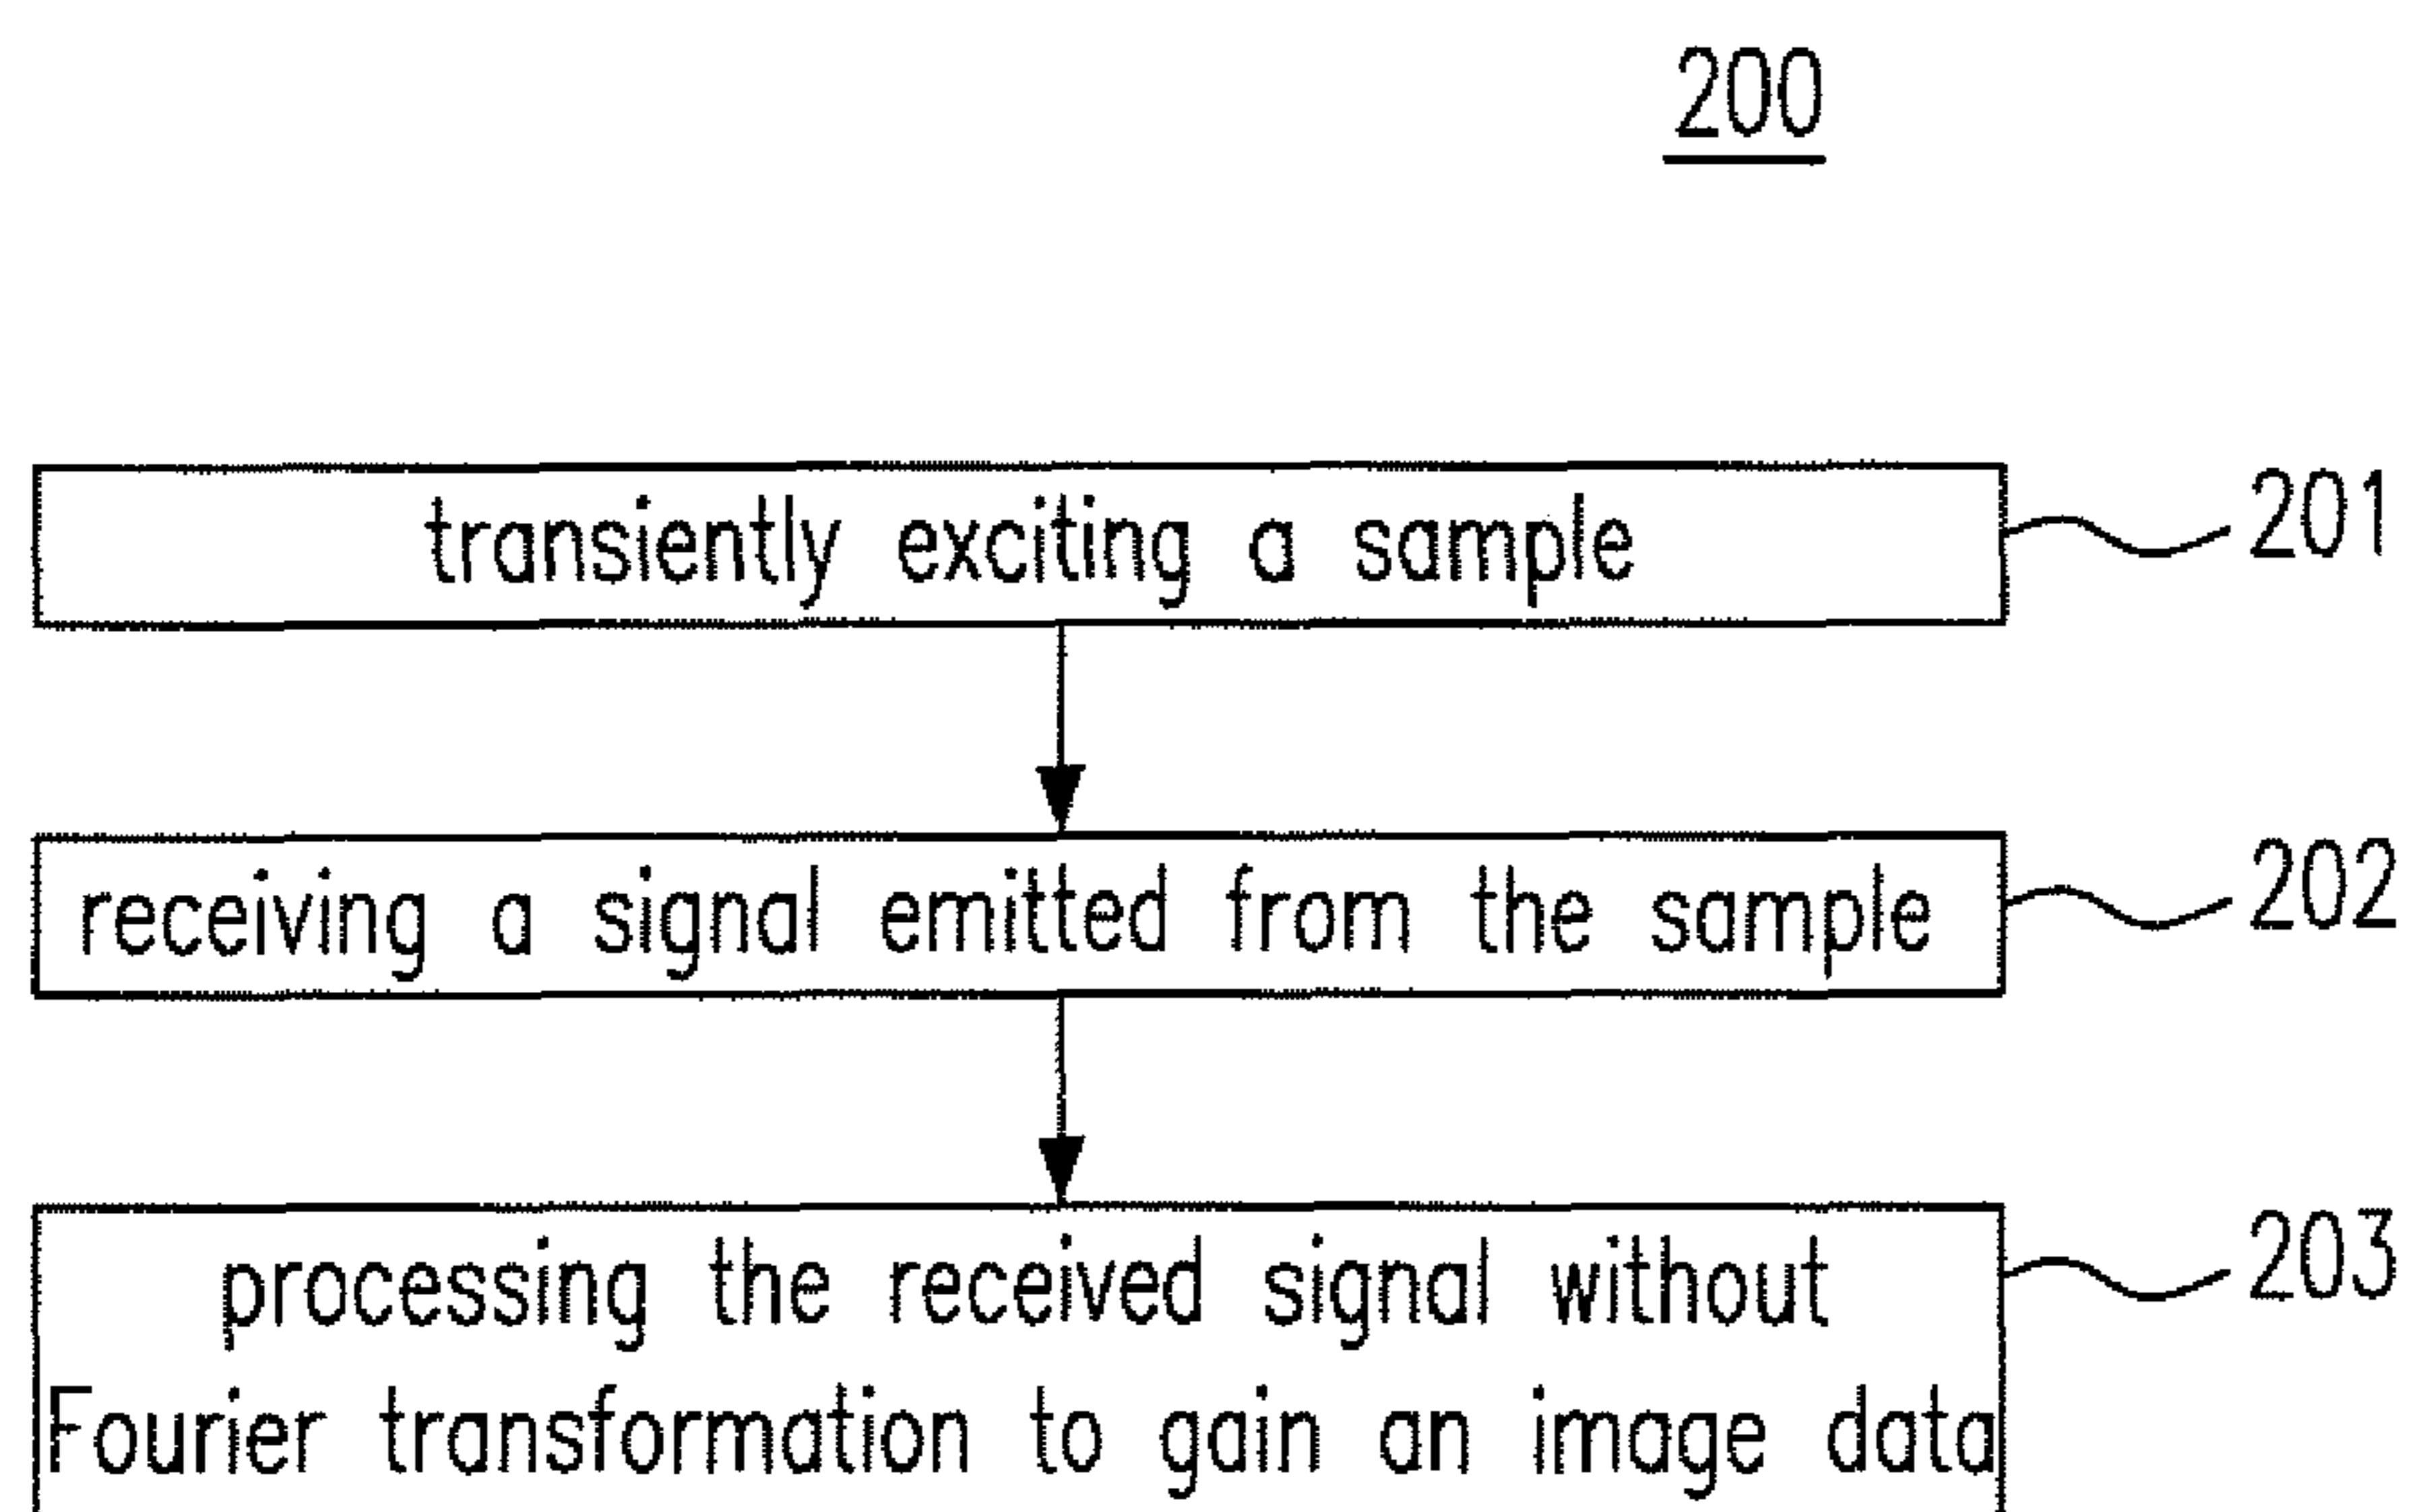 200
transiently exciting a sample
201
receiving a signal emitted from the sample
202
processing the received signal without
203
Fourier transformation to gain an image data